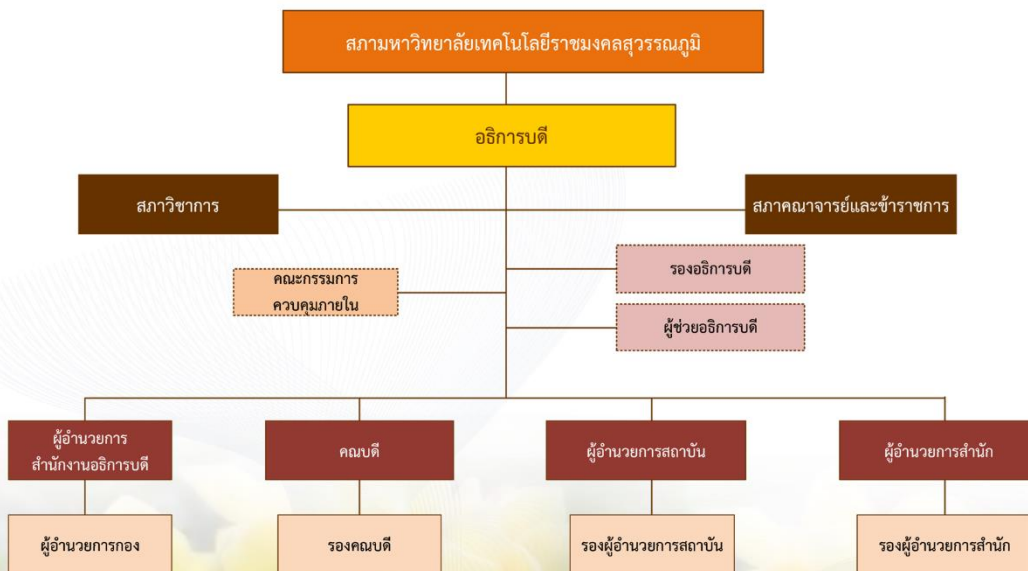 สภามหาวิทยาลัยเทคโนโลยีราชมงคลสุวรรณภูมิ
อธิการบดี
สภาวิชาการ
สภาคณาจารย์และข้าราชการ
รองอธิการบดี
คณะกรรมการ
ควบคุมภายใน
ผู้ช่วยอธิการบดี
ผู้อำนวยการ
สำนักงานอธิการบดี
คณบดี
ผู้อำนวยการสถาบัน
ผู้อำนวยการสำนัก
ผู้อำนวยการกอง
รองคณบดี
รองผู้อำนวยการสถาบัน
รองผู้อำนวยการสำนัก